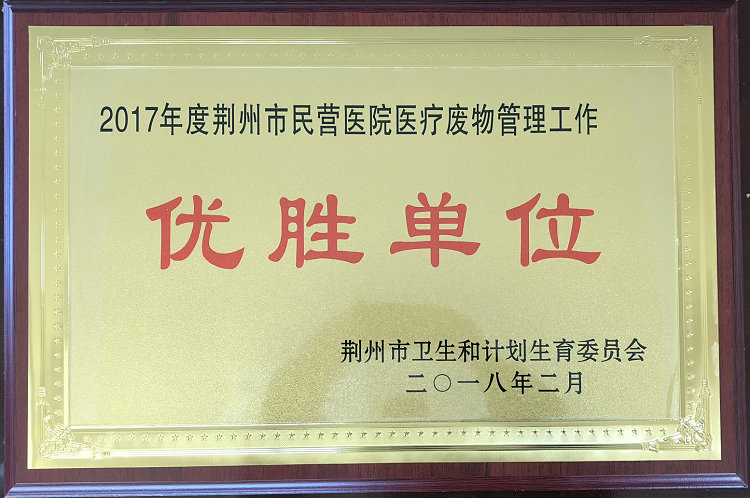 2017年度荆州市民营医院医疗废物管理工作
优胜单位
荆州市卫生和计划生育委员会
二〇一八年二月